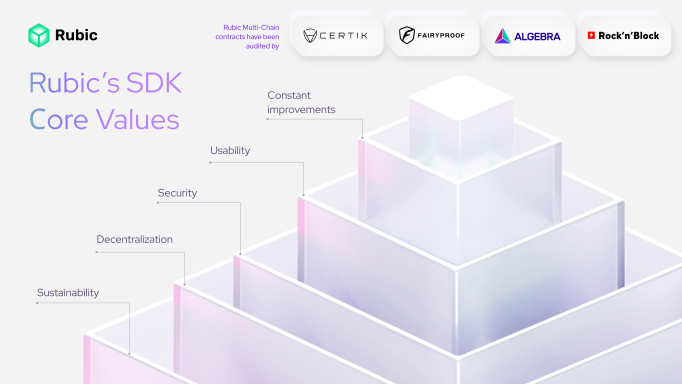 Rubic
Rubic Multi-Chain
contracts have been
audited by
CERTIK
FAIRYPROOF
ALGEBRA
Rock'n'Block
Rubic's SDK
Core Values
Constant
improvements
Usability
Security
Decentralization
Sustainability